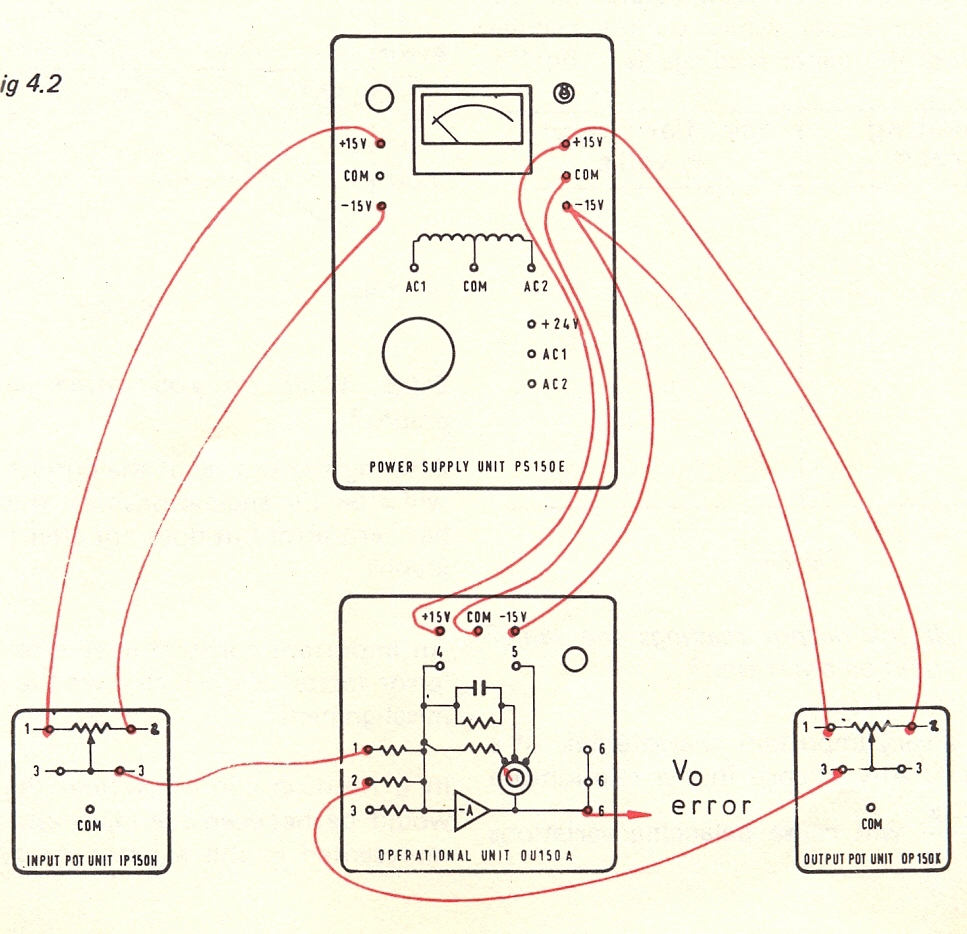 ig 4.2
+15V
COM
-15V
+15V
COM
-15V
AC1 COM AC2
+24V
AC1
AC2
POWER SUPPLY UNIT PS150E
+15V COM -15V
4 5
1
2
3
-A
6
6
6
OPERATIONAL UNIT OU150A
Vo
error
1 2
3 3
COM
INPUT POT UNIT IP150H
1 2
3 3
COM
OUTPUT POT UNIT OP150K